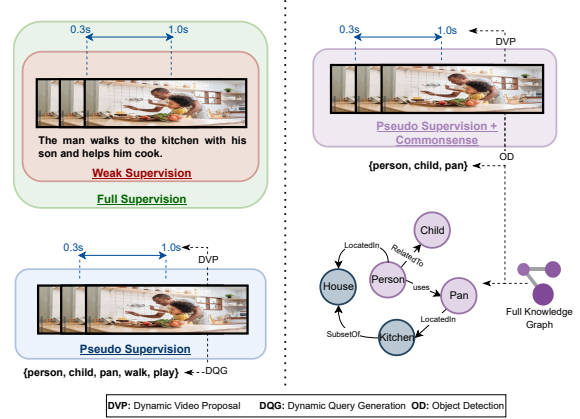 0.3s 1.0s
The man walks to the kitchen with his
son and helps him cook.
Weak Supervision
Full Supervision
0.3s 1.0s
DVP
Pseudo Supervision
{person, child, pan, walk, play}
DQG
0.3s 1.0s
DVP
Pseudo Supervision +
Commonsense
OD
{person, child, pan}
Child
LocatedIn
RelatedTo
House
Person
uses
Pan
LocatedIn
SubsetOf
Kitchen
Full Knowledge
Graph
DVP: Dynamic Video Proposal DQG: Dynamic Query Generation OD: Object Detection